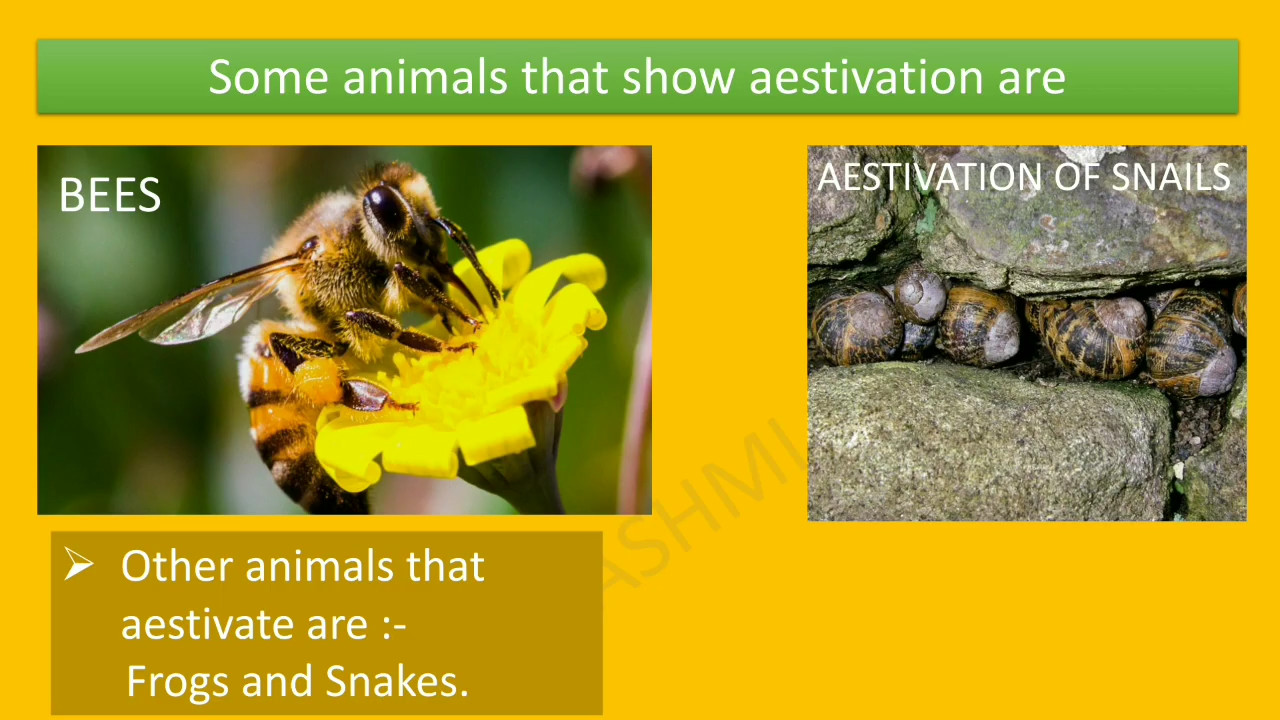 Some animals that show aestivation are
BEES
AESTIVATION OF SNAILS
➢ Other animals that
aestivate are :-
Frogs and Snakes.